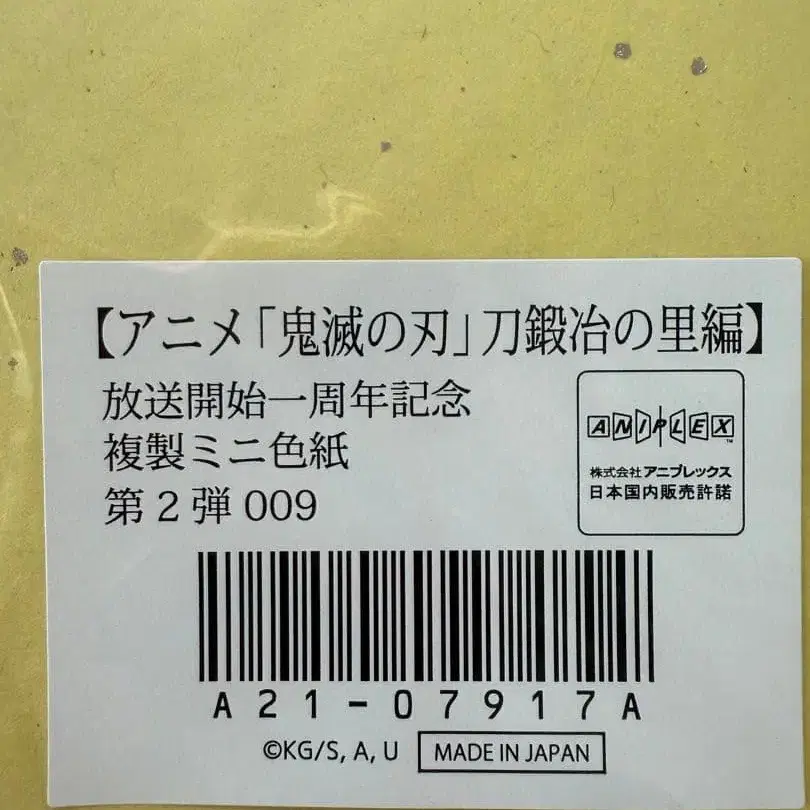 【アニメ「鬼滅の刃」刀鍛冶の里編】
放送開始一周年記念
複製ミニ色紙
第2弾 009
ANIPLEX™
株式会社アニプレックス
日本国内販売許諾
A21-07917A
©KG/S, A, U
MADE IN JAPAN